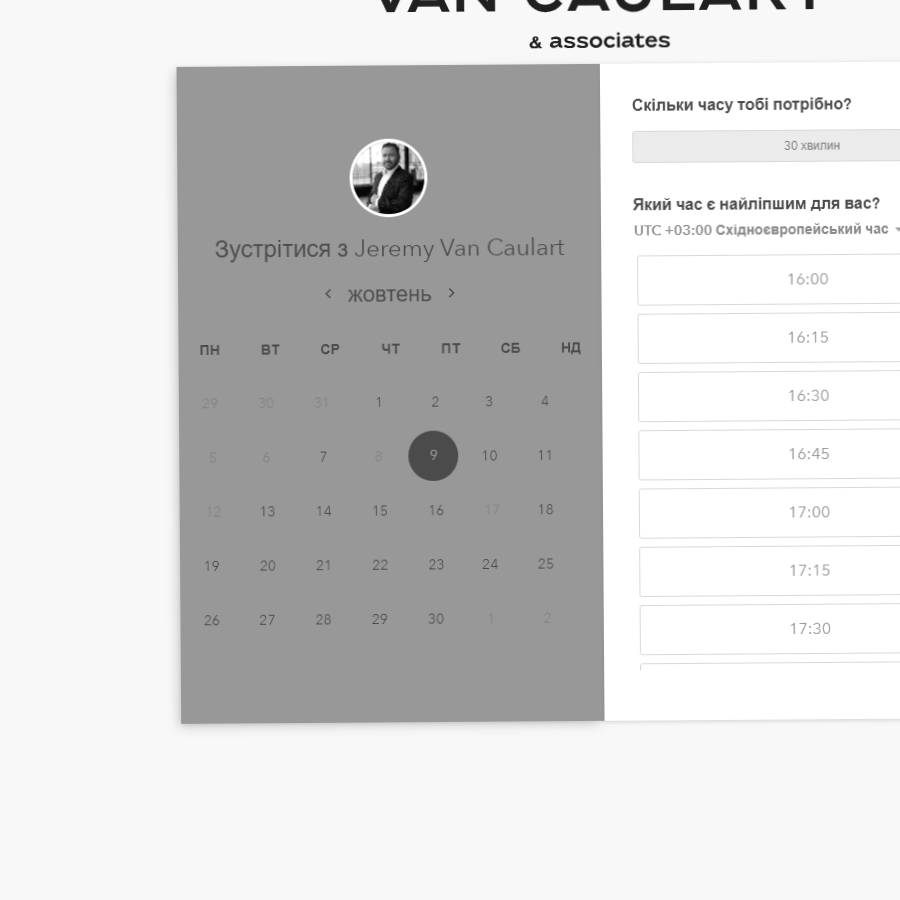 VAN CAULART
& associates
Зустрітися з Jeremy Van Caulart
жовтень
ПН ВТ СР ЧТ ПТ СБ НД
29 30 31 1 2 3 4
5 6 7 8 9 10 11
12 13 14 15 16 17 18
19 20 21 22 23 24 25
26 27 28 29 30 1 2
Скільки часу тобі потрібно?
30 хвилин
Який час є найліпшим для вас?
UTC +03:00 Східноєвропейський час
16:00
16:15
16:30
16:45
17:00
17:15
17:30